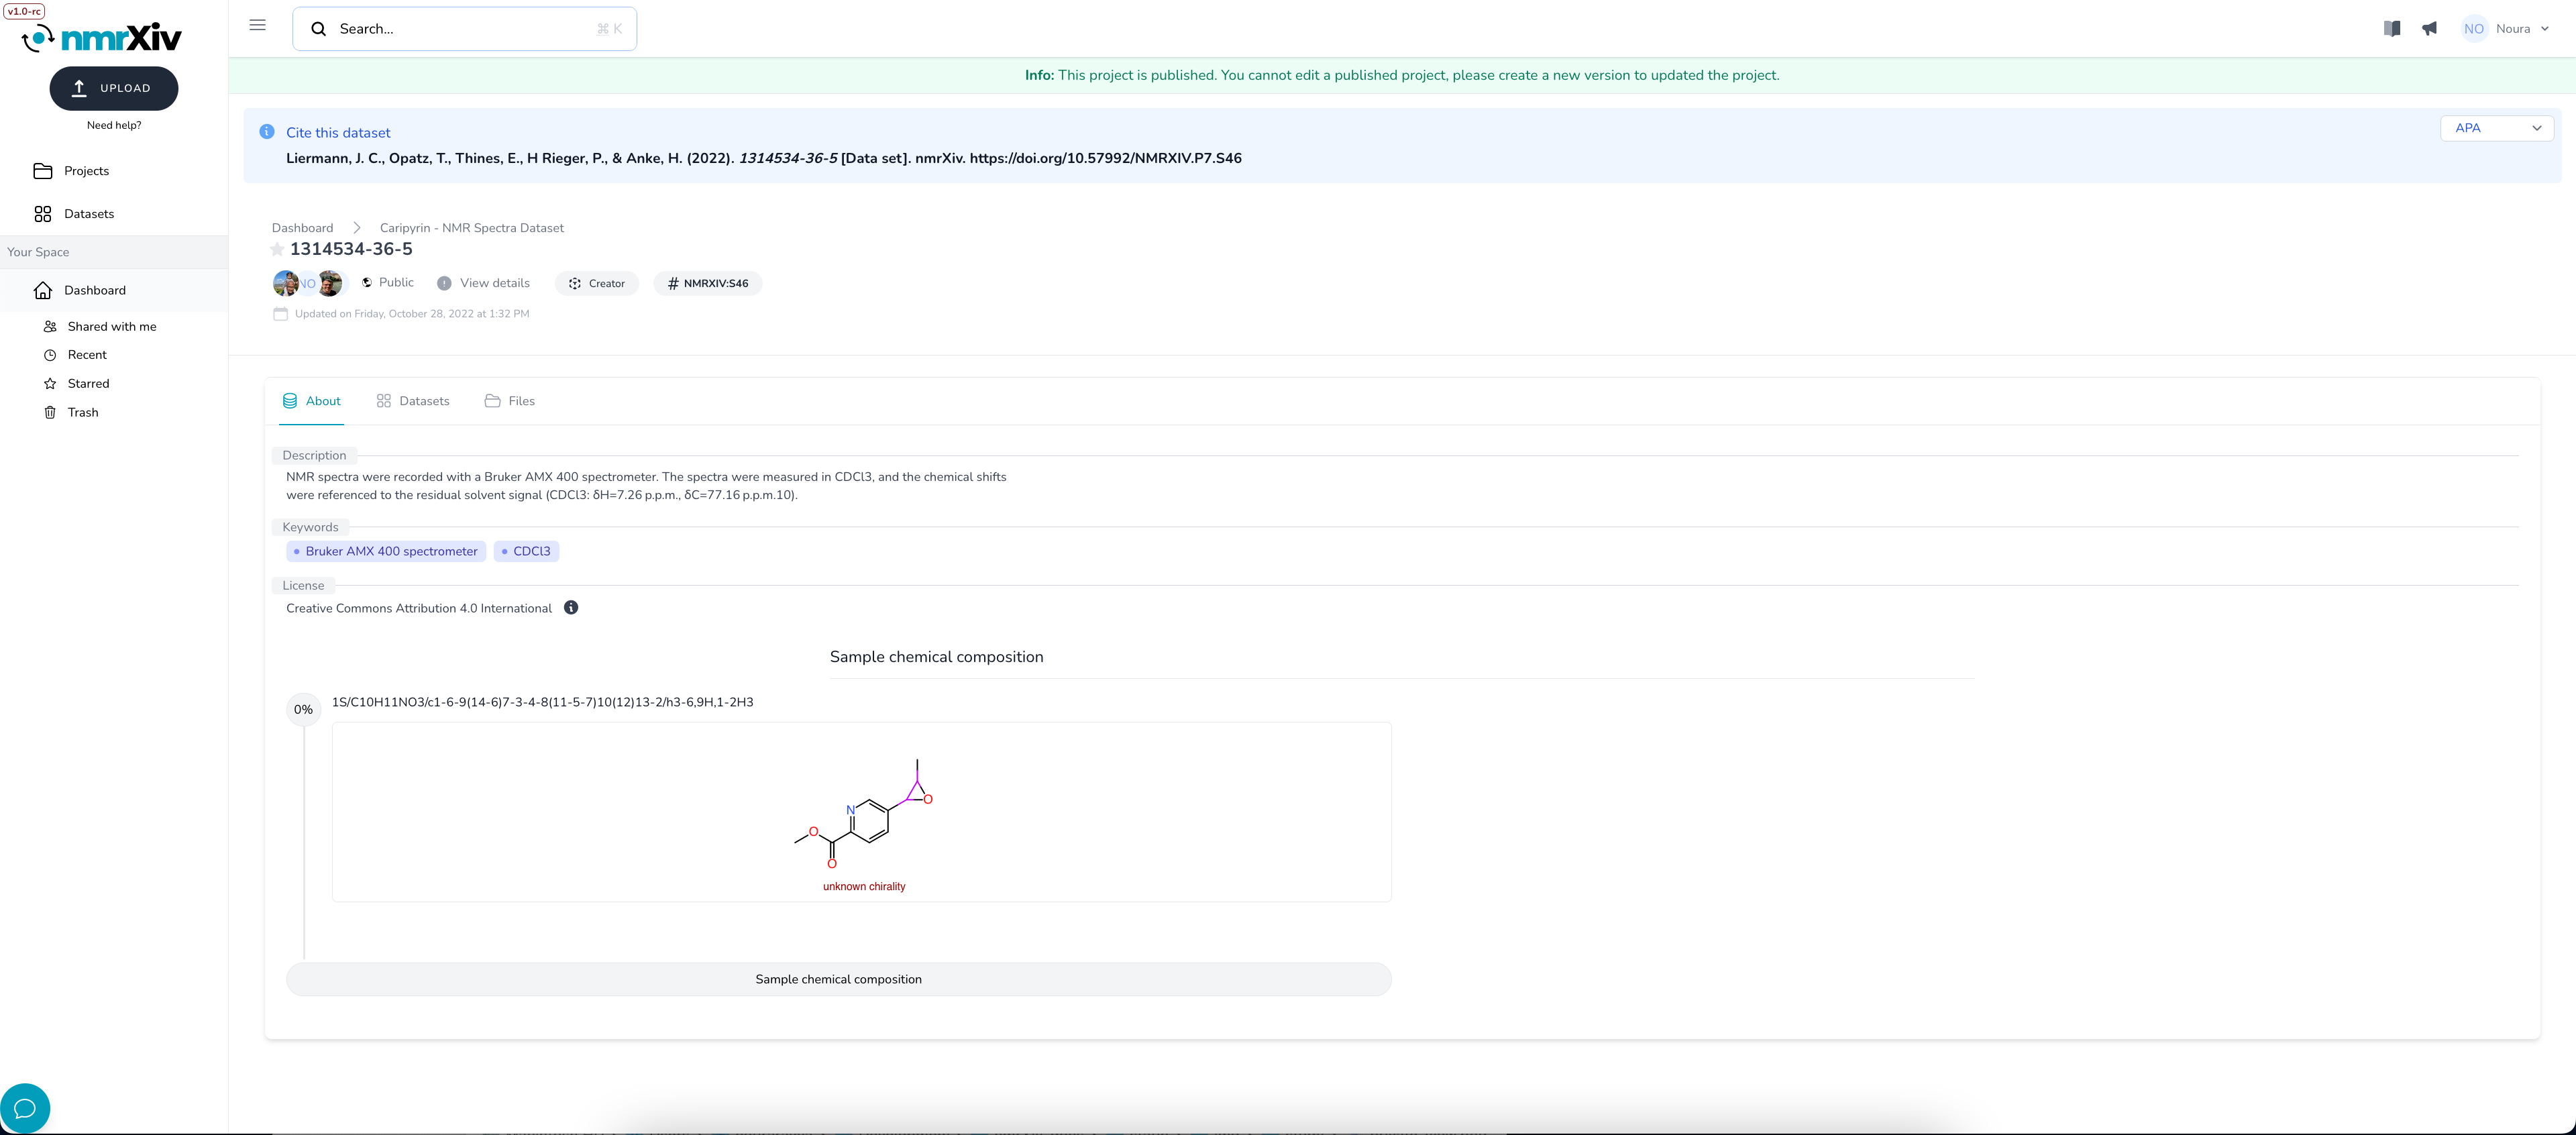 v1.0-rc
nmrXiv
UPLOAD
Need help?
Projects
Datasets
Your Space
Dashboard
Shared with me
Recent
Starred
Trash
Search... ⌘ K
NO Noura
Info: This project is published. You cannot edit a published project, please create a new version to updated the project.
Cite this dataset
APA
Liermann, J. C., Opatz, T., Thines, E., H Rieger, P., & Anke, H. (2022). 1314534-36-5 [Data set]. nmrXiv. https://doi.org/10.57992/NMRXIV.P7.S46
Dashboard Caripyrin - NMR Spectra Dataset
1314534-36-5
NO Public View details Creator # NMRXIV:S46
Updated on Friday, October 28, 2022 at 1:32 PM
About Datasets Files
Description
NMR spectra were recorded with a Bruker AMX 400 spectrometer. The spectra were measured in CDCl3, and the chemical shifts
were referenced to the residual solvent signal (CDCl3: δH=7.26 p.p.m., δC=77.16 p.p.m.10).
Keywords
Bruker AMX 400 spectrometer CDCl3
License
Creative Commons Attribution 4.0 International
Sample chemical composition
0% 1S/C10H11NO3/c1-6-9(14-6)7-3-4-8(11-5-7)10(12)13-2/h3-6,9H,1-2H3
O
N
O
O
unknown chirality
Sample chemical composition